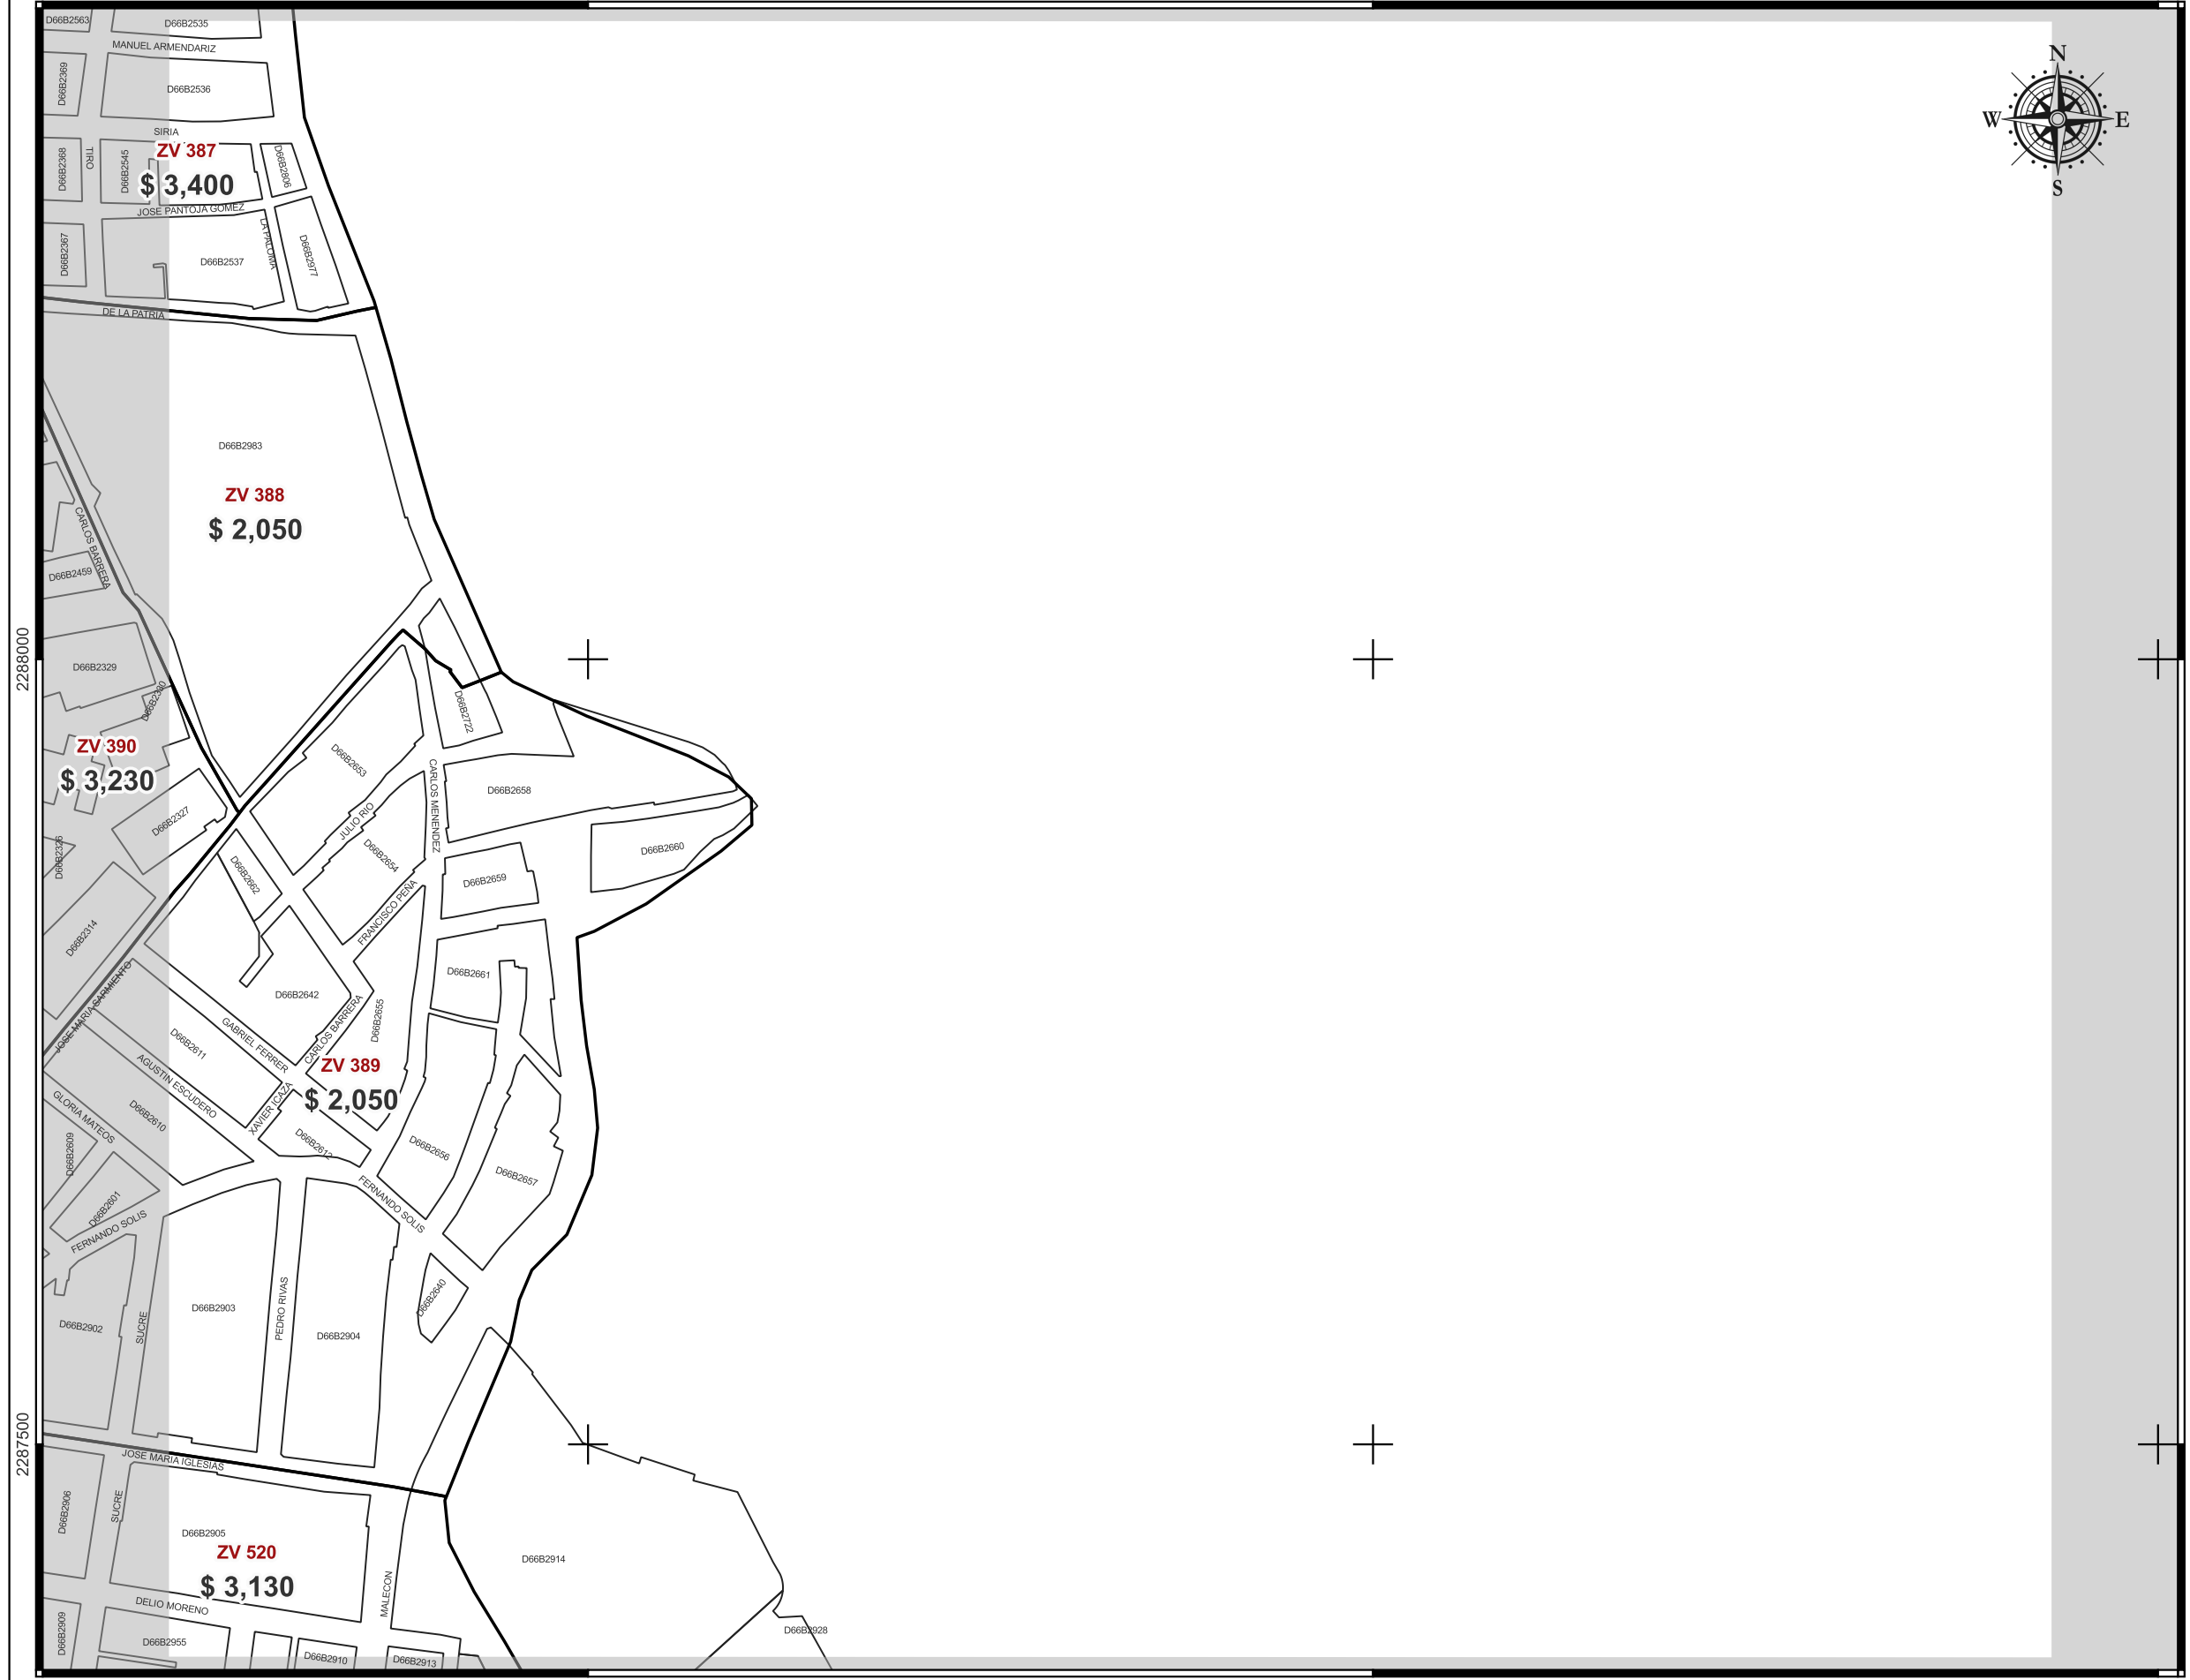 D66B2563
D66B2535
MANUEL ARMENDARIZ
D66B2369
D66B2536
N
W
E
S
SIRIA
ZV 387
$ 3,400
D66B2368
TIRO
D66B2545
D66B2806
JOSE PANTOJA GOMEZ
D66B2367
D66B2537
LA PALOMA
D66B2977
DE LA PATRIA
D66B2983
ZV 388
$ 2,050
CARLOS BARRERA
D66B2459
2288000
D66B2329
D66B2330
D66B2722
ZV 390
$ 3,230
D66B2653
CARLOS MENENDEZ
D66B2658
JULIO RIO
D66B2327
D66B2326
D66B2654
D66B2660
D66B2662
D66B2659
FRANCISCO PEÑA
D66B2314
D66B2661
JOSE MARIA SARMIENTO
D66B2642
D66B2655
CARLOS BARRERA
GABRIEL FERRER
D66B2611
ZV 389
$ 2,050
AGUSTIN ESCUDERO
XAVIER ICAZA
GLORIA MATEOS
D66B2610
D66B2612
D66B2656
D66B2609
D66B2657
D66B2601
FERNANDO SOLIS
FERNANDO SOLIS
D66B2640
D66B2903
PEDRO RIVAS
D66B2902
SUCRE
D66B2904
2287500
JOSE MARIA IGLESIAS
D66B2906
SUCRE
D66B2905
ZV 520
$ 3,130
D66B2914
MALECON
DELIO MORENO
D66B2909
D66B2955
D66B2910
D66B2913
D66B2928